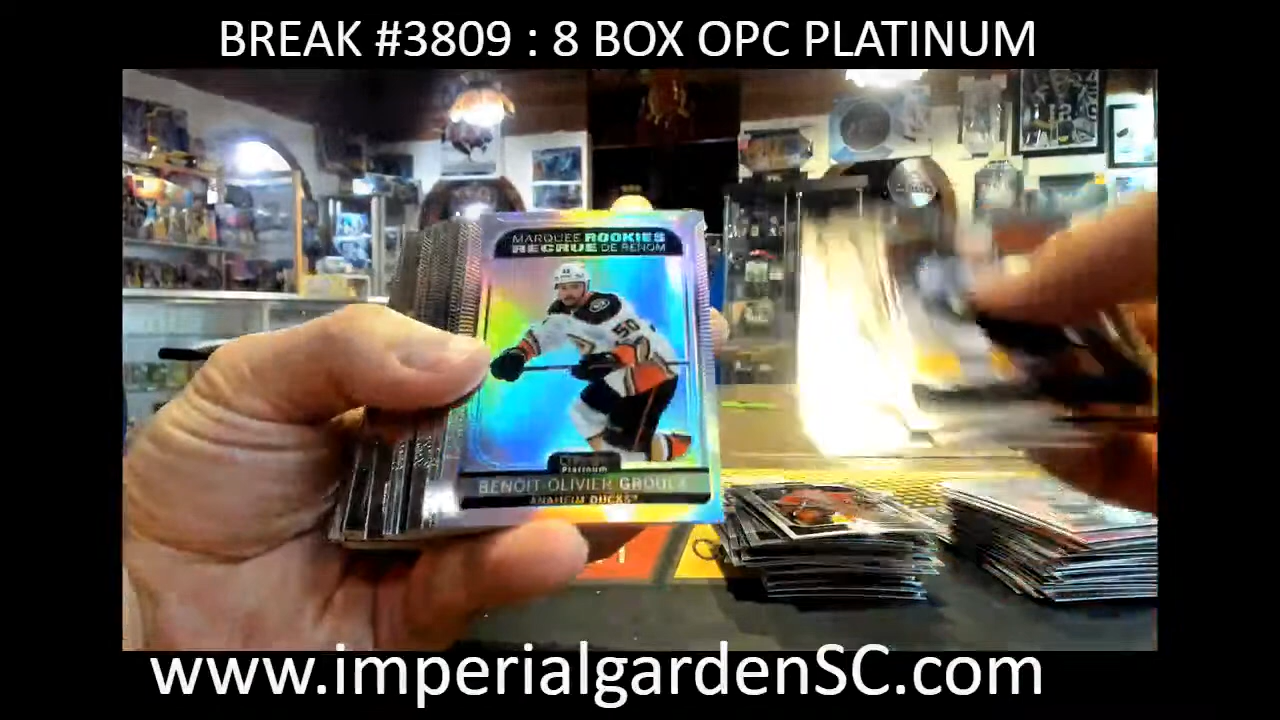 BREAK #3809 : 8 BOX OPC PLATINUM
MARQUEE ROOKIES
RECRUE DE RENOM
50
Platinum
BENOIT-OLIVIER GROULX
ANAHEIM DUCKS
www.imperialgardenSC.com